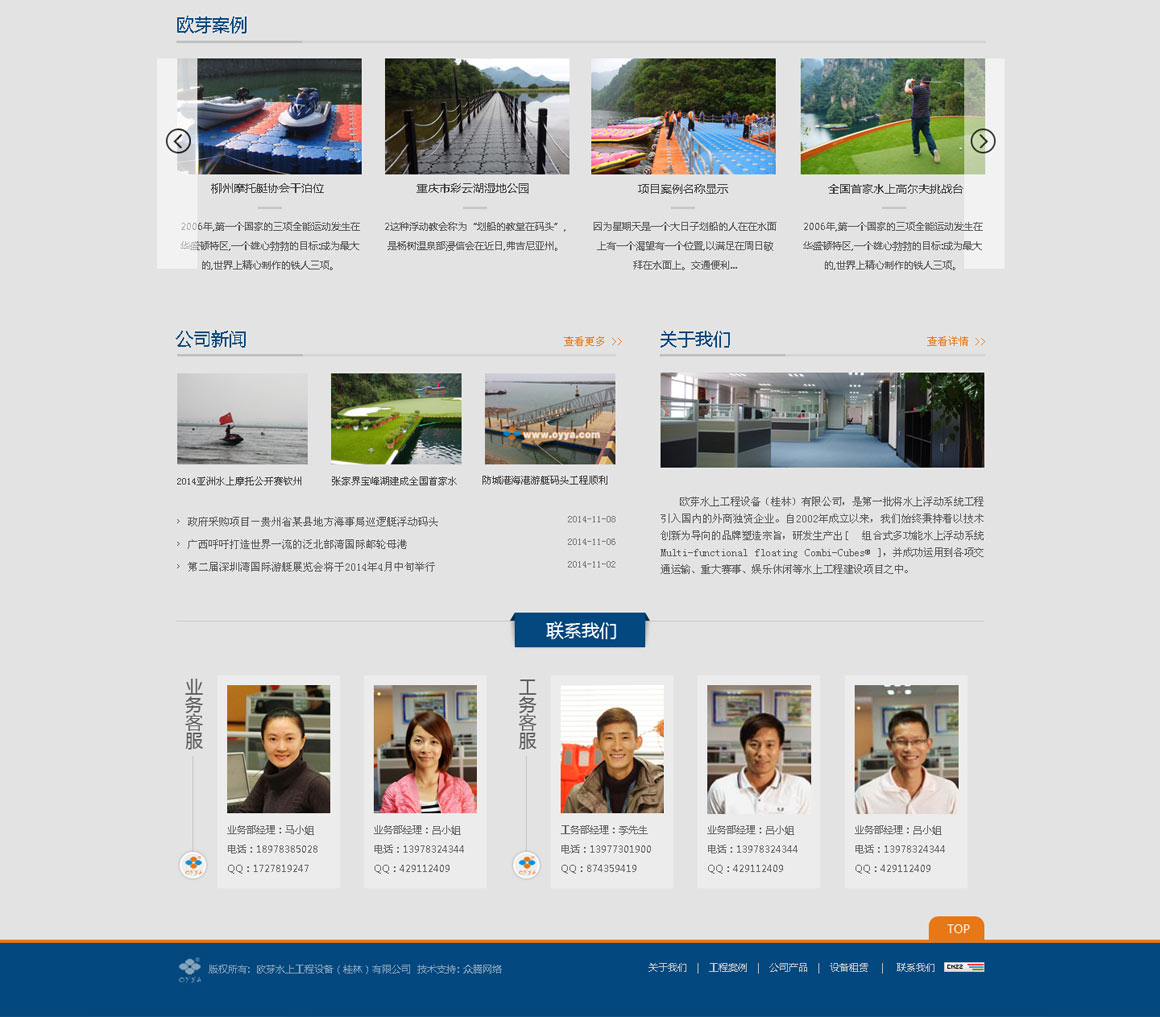 欧芽案例
柳州摩托艇协会干泊位
重庆市彩云湖湿地公园
项目案例名称显示
全国首家水上高尔夫挑战台
2006年,第一个国家的三项全能运动发生在
华盛顿特区,一个雄心勃勃的目标:成为最大
的,世界上精心制作的铁人三项。
2这种浮动教会称为“划船的教堂在码头”,
是杨树温泉部浸信会在近日,弗吉尼亚州。
因为星期天是一个大日子划船的人在在水面
上有一个渴望有一个位置,以满足在周日敬
拜在水面上。交通便利...
2006年,第一个国家的三项全能运动发生在
华盛顿特区,一个雄心勃勃的目标:成为最大
的,世界上精心制作的铁人三项。
公司新闻
查看更多 >>
www.oyya.com
2014亚洲水上摩托公开赛钦州
张家界宝峰湖建成全国首家水
防城港海港游艇码头工程顺利
› 政府采购项目—贵州省某县地方海事局巡逻艇浮动码头 2014-11-08
› 广西呼吁打造世界一流的泛北部湾国际邮轮母港 2014-11-06
› 第二届深圳湾国际游艇展览会将于2014年4月中旬举行 2014-11-02
关于我们
查看详情 >>
欧芽水上工程设备（桂林）有限公司，是第一批将水上浮动系统工程
引入国内的外商独资企业。自2002年成立以来，我们始终秉持着以技术
创新为导向的品牌塑造宗旨，研发生产出[ 组合式多功能水上浮动系统
Multi-functional floating Combi-Cubes® ]，并成功运用到各项交
通运输、重大赛事、娱乐休闲等水上工程建设项目之中。
联系我们
业务客服
OYYA
业务部经理：马小姐
电话：18978385028
QQ：1727819247
业务部经理：吕小姐
电话：13978324344
QQ：429112409
工务客服
OYYA
工务部经理：李先生
电话：13977301900
QQ：874359419
业务部经理：吕小姐
电话：13978324344
QQ：429112409
业务部经理：吕小姐
电话：13978324344
QQ：429112409
TOP
OYYA
版权所有: 欧芽水上工程设备（桂林）有限公司 技术支持: 众腾网络
关于我们 | 工程案例 | 公司产品 | 设备租赁 | 联系我们 CNZZ